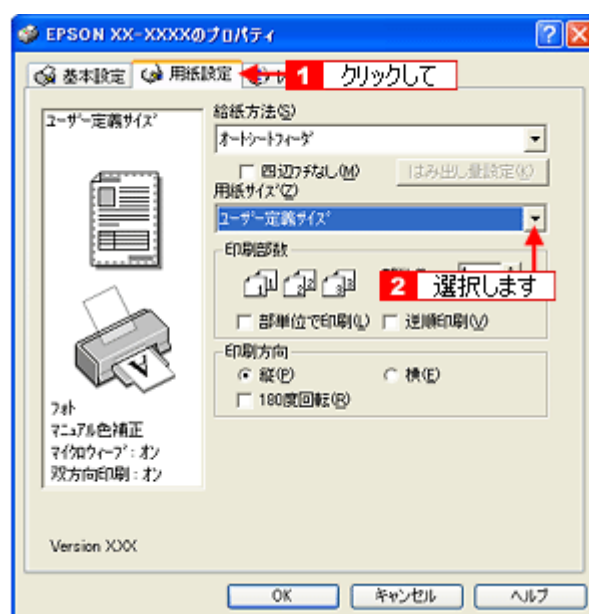 EPSON XX-XXXXのプロパティ
基本設定 用紙設定
1 クリックして
ユーザー定義サイズ
給紙方法(S)
オートシートフィーダ
四辺フチなし(M) はみ出し量設定(K)
用紙サイズ(Z)
ユーザー定義サイズ
印刷部数
2 選択します
部単位で印刷(L) 逆順印刷(V)
印刷方向
縦(P) 横(E)
180度回転(R)
フォト
マニュアル色補正
マイクロウィーブ：オン
双方向印刷：オン
Version XXX
OK キャンセル ヘルプ